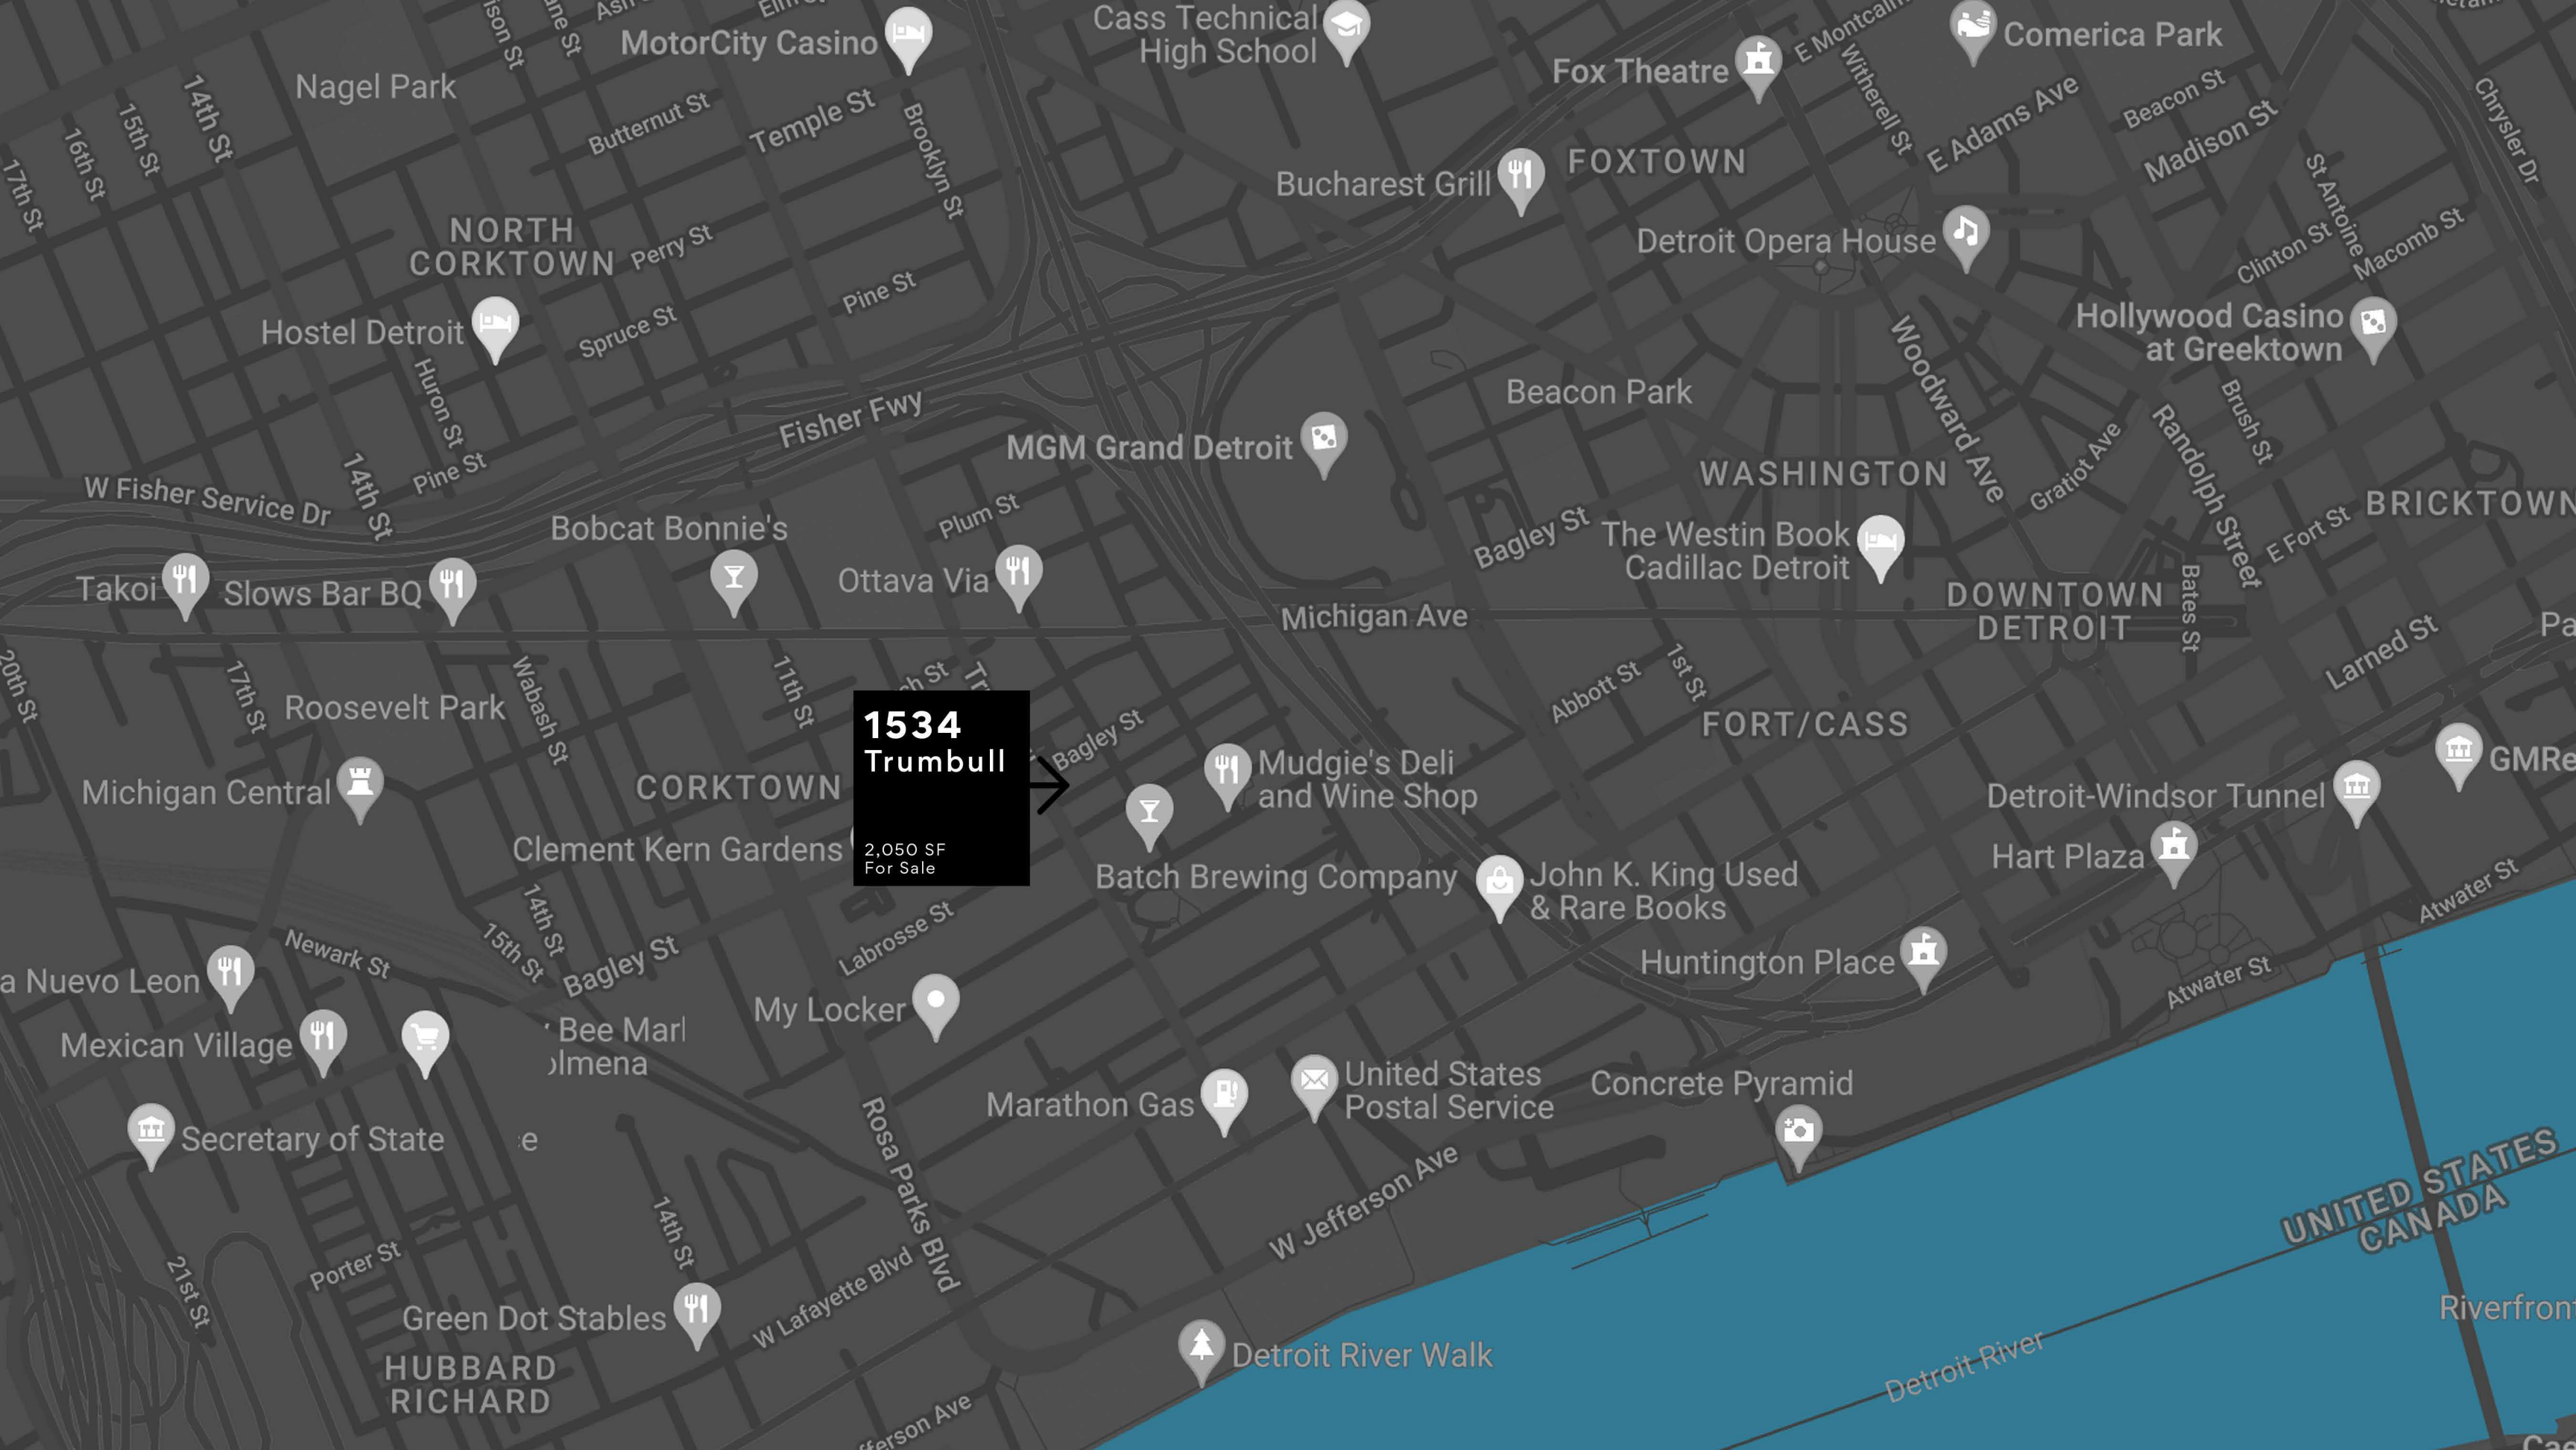 Ash
Elm
MotorCity Casino
Cass Technical
High School
Comerica Park
E Montcalm
Fox Theatre
Nagel Park
14th St
15th St
16th St
17th St
Butternut St
Temple St
Brooklyn St
Witherell St
E Adams Ave
Beacon St
Madison St
Chrysler Dr
FOXTOWN
Bucharest Grill
St Antoine
NORTH
CORKTOWN
Perry St
Detroit Opera House
Clinton St
Macomb St
Pine St
Hostel Detroit
Spruce St
Hollywood Casino
at Greektown
Huron St
Woodward Ave
Beacon Park
Brush St
Fisher Fwy
MGM Grand Detroit
Randolph Street
Gratiot Ave
Pine St
14th St
W Fisher Service Dr
WASHINGTON
BRICKTOWN
Plum St
Bobcat Bonnie's
Bagley St
The Westin Book
Cadillac Detroit
E Fort St
Takoi
Slows Bar BQ
Ottava Via
Michigan Ave
DOWNTOWN
DETROIT
Bates St
Pa
Larned St
20th St
17th St
Roosevelt Park
Wabash St
11th St
ch St
Tr
Abbott St
1st St
FORT/CASS
1534
Trumbull
2,050 SF
For Sale
Bagley St
Mudgie's Deli
and Wine Shop
GMRe
Michigan Central
CORKTOWN
Detroit-Windsor Tunnel
Clement Kern Gardens
Hart Plaza
Batch Brewing Company
John K. King Used
& Rare Books
Atwater St
14th St
15th St
Newark St
Labrosse St
Bagley St
Huntington Place
Atwater St
a Nuevo Leon
My Locker
Mexican Village
Bee Mar
olmena
United States
Postal Service
Concrete Pyramid
Marathon Gas
Secretary of State
e
Rosa Parks Blvd
W Jefferson Ave
UNITED STATES
CANADA
14th St
Porter St
21st St
W Lafayette Blvd
Green Dot Stables
Riverfront
Detroit River Walk
Detroit River
HUBBARD
RICHARD
fferson Ave